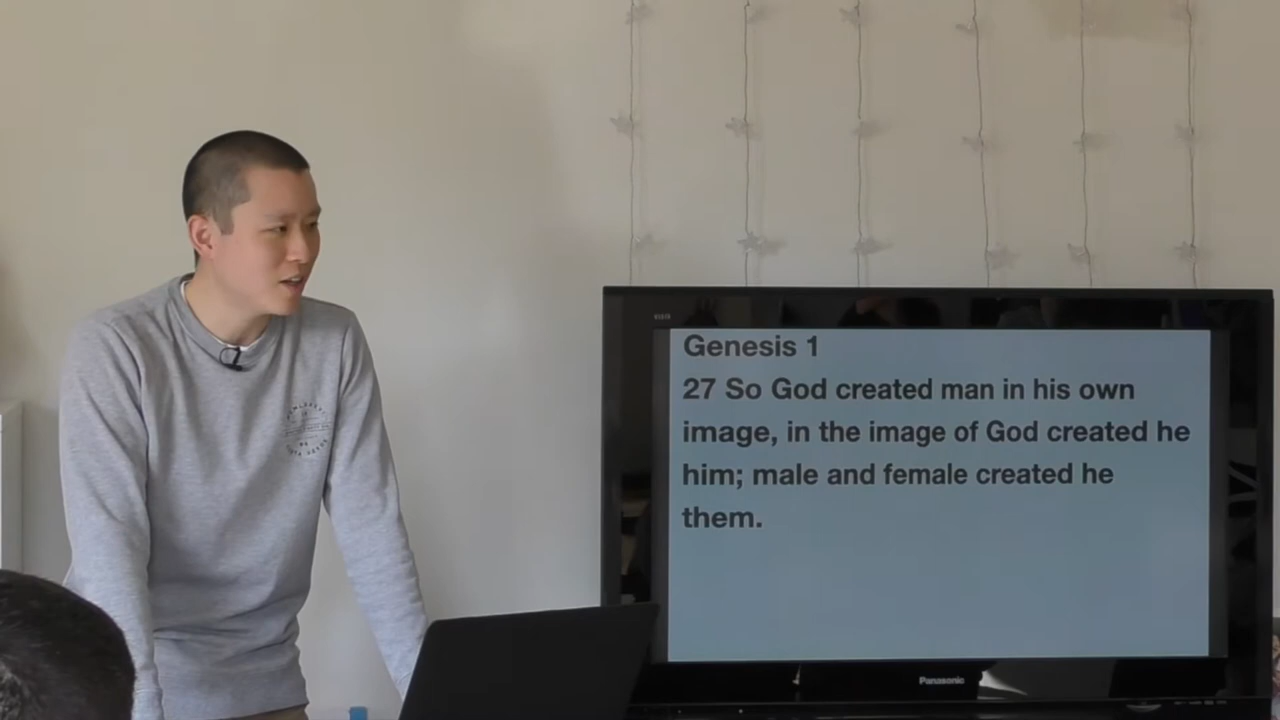 Genesis 1
27 So God created man in his own
image, in the image of God created he
him; male and female created he
them.
Panasonic